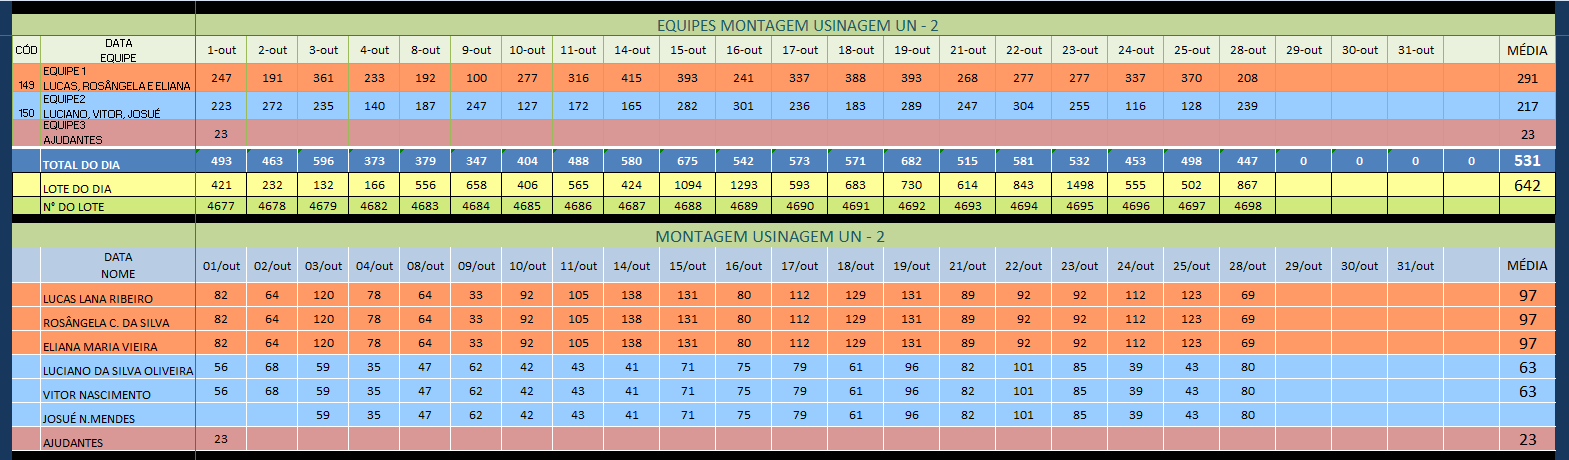 EQUIPES MONTAGEM USINAGEM UN - 2
CÓD DATA EQUIPE 1-out 2-out 3-out 4-out 8-out 9-out 10-out 11-out 14-out 15-out 16-out 17-out 18-out 19-out 21-out 22-out 23-out 24-out 25-out 28-out 29-out 30-out 31-out MÉDIA
149 EQUIPE 1 LUCAS, ROSÂNGELA E ELIANA 247 191 361 233 192 100 277 316 415 393 241 337 388 393 268 277 277 337 370 208 291
150 EQUIPE2 LUCIANO, VITOR, JOSUÉ 223 272 235 140 187 247 127 172 165 282 301 236 183 289 247 304 255 116 128 239 217
EQUIPE3 AJUDANTES 23 23
TOTAL DO DIA 493 463 596 373 379 347 404 488 580 675 542 573 571 682 515 581 532 453 498 447 0 0 0 0 531
LOTE DO DIA 421 232 132 166 556 658 406 565 424 1094 1293 593 683 730 614 843 1498 555 502 867 642
N° DO LOTE 4677 4678 4679 4682 4683 4684 4685 4686 4687 4688 4689 4690 4691 4692 4693 4694 4695 4696 4697 4698
MONTAGEM USINAGEM UN - 2
DATA NOME 01/out 02/out 03/out 04/out 08/out 09/out 10/out 11/out 14/out 15/out 16/out 17/out 18/out 19/out 21/out 22/out 23/out 24/out 25/out 28/out 29/out 30/out 31/out MÉDIA
LUCAS LANA RIBEIRO 82 64 120 78 64 33 92 105 138 131 80 112 129 131 89 92 92 112 123 69 97
ROSÂNGELA C. DA SILVA 82 64 120 78 64 33 92 105 138 131 80 112 129 131 89 92 92 112 123 69 97
ELIANA MARIA VIEIRA 82 64 120 78 64 33 92 105 138 131 80 112 129 131 89 92 92 112 123 69 97
LUCIANO DA SILVA OLIVEIRA 56 68 59 35 47 62 42 43 41 71 75 79 61 96 82 101 85 39 43 80 63
VITOR NASCIMENTO 56 68 59 35 47 62 42 43 41 71 75 79 61 96 82 101 85 39 43 80 63
JOSUÉ N.MENDES 59 35 47 62 42 43 41 71 75 79 61 96 82 101 85 39 43 80
AJUDANTES 23 23